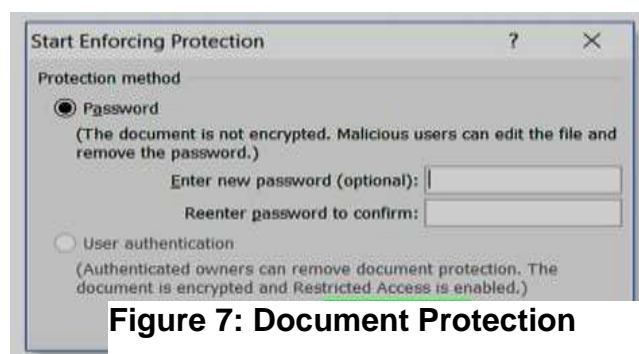 Start Enforcing Protection ? ×
Protection method
Password
(The document is not encrypted. Malicious users can edit the file and
remove the password.)
Enter new password (optional):
Reenter password to confirm:
User authentication
(Authenticated owners can remove document protection. The
document is encrypted and Restricted Access is enabled.)
Figure 7: Document Protection